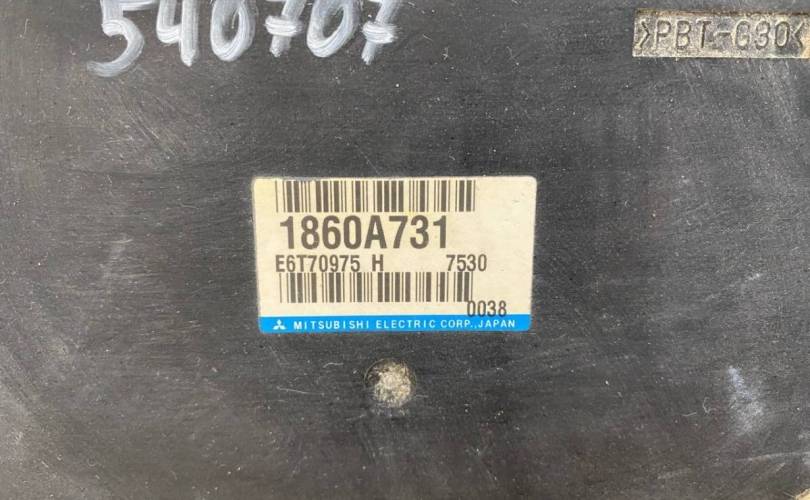 540707
>PBT-G30<
1860A731
E6T70975 H 7530
0038
MITSUBISHI ELECTRIC CORP., JAPAN